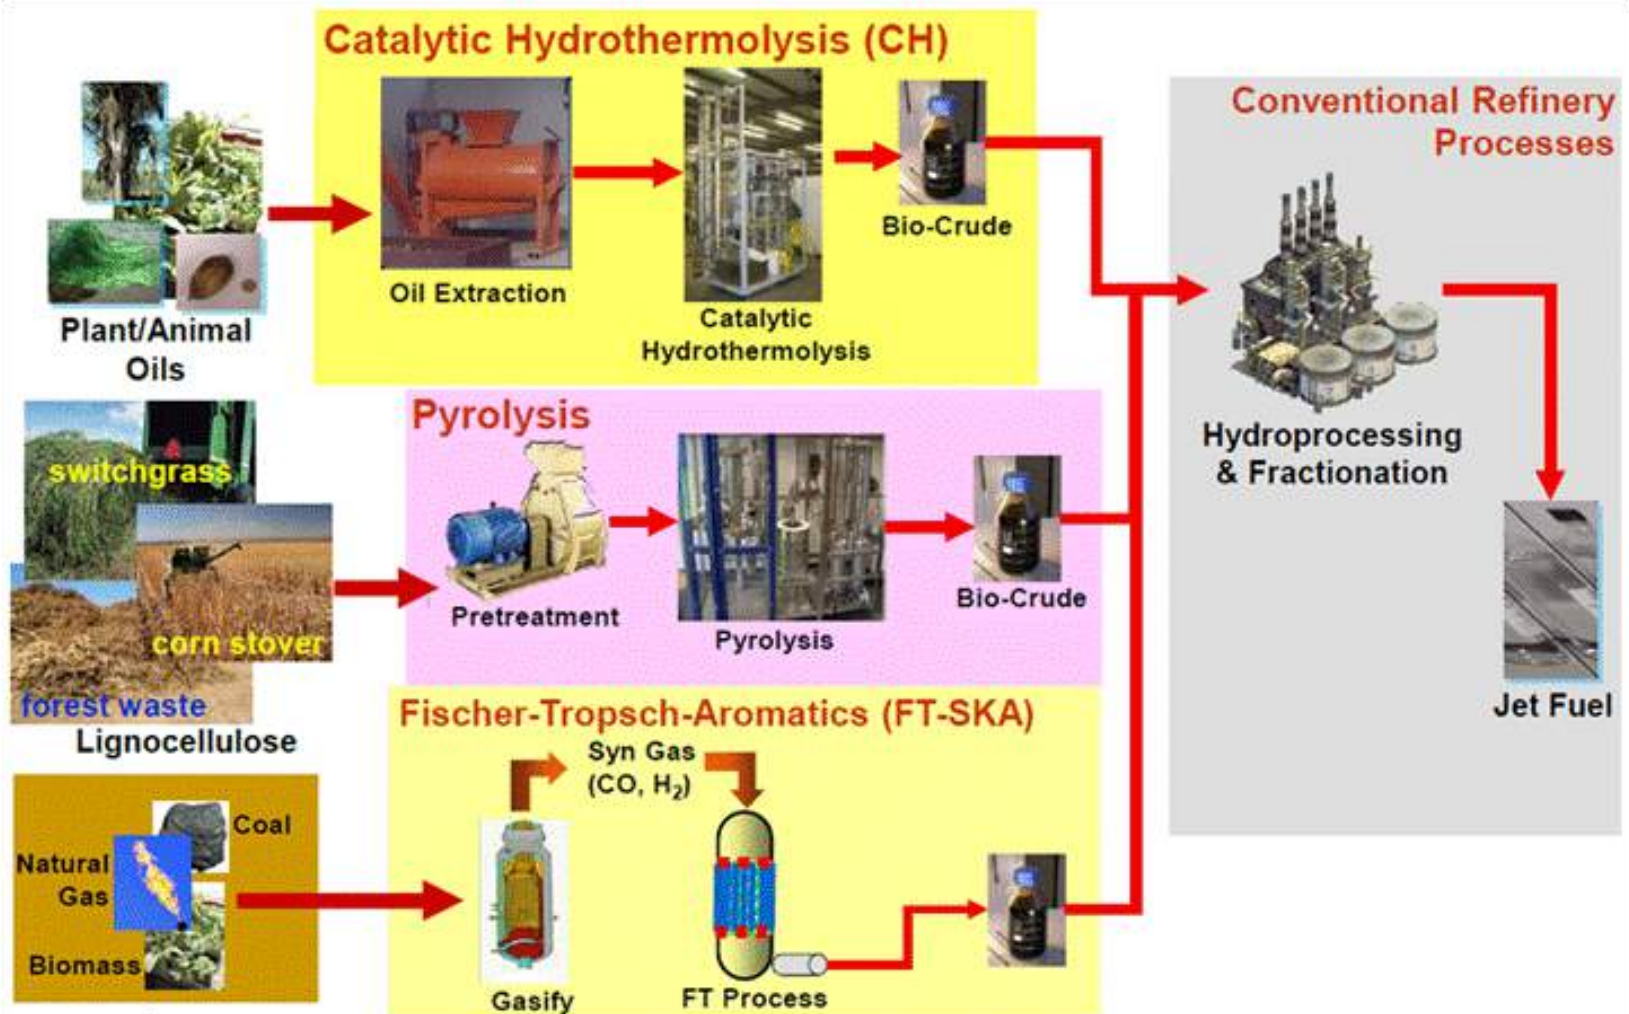 Catalytic Hydrothermolysis (CH)
Plant/Animal
Oils
Oil Extraction
Catalytic
Hydrothermolysis
Bio-Crude
Conventional Refinery
Processes
Hydroprocessing
& Fractionation
Jet Fuel
Pyrolysis
switchgrass
corn stover
forest waste
Lignocellulose
Pretreatment
Pyrolysis
Bio-Crude
Fischer-Tropsch-Aromatics (FT-SKA)
Syn Gas
(CO, H₂)
Coal
Natural
Gas
Biomass
Gasify
FT Process